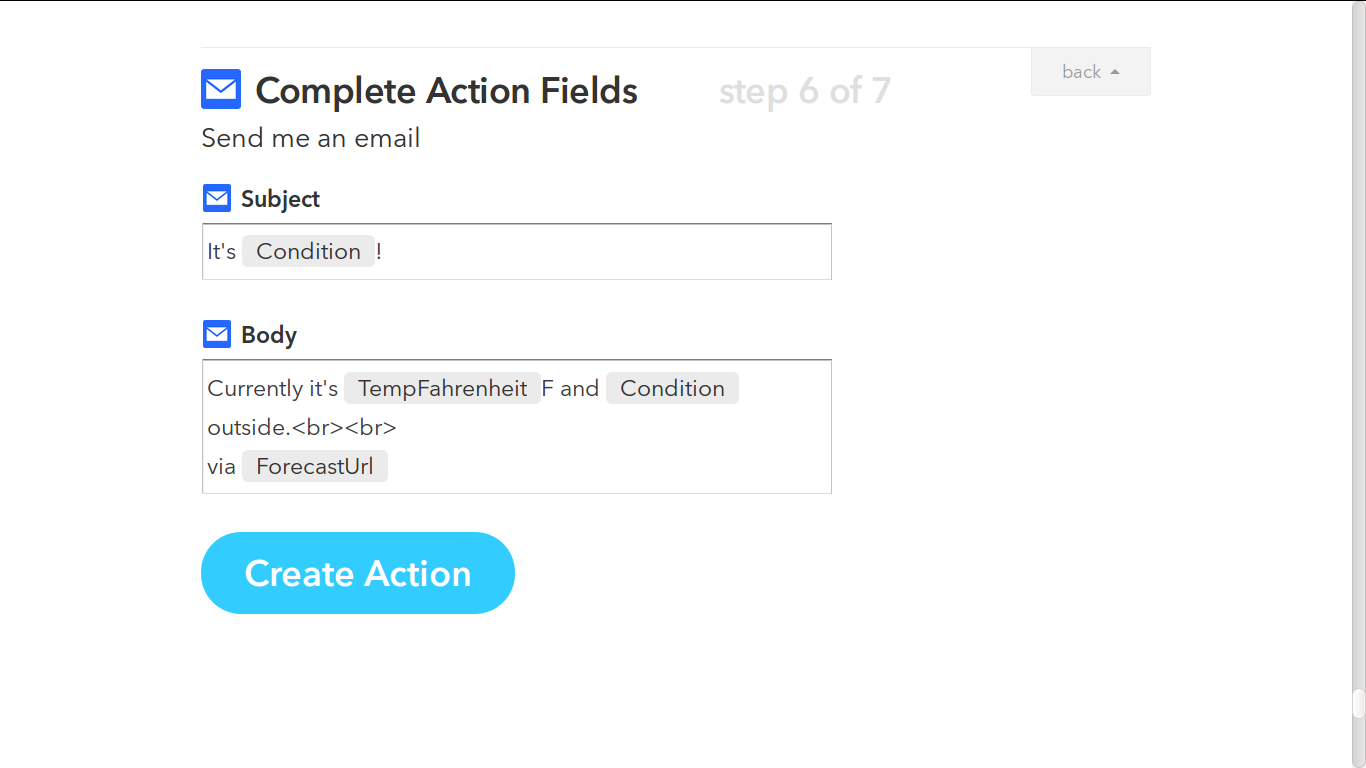 back
Complete Action Fields step 6 of 7
Send me an email
Subject
It's Condition !
Body
Currently it's TempFahrenheit F and Condition
outside.<br><br>
via ForecastUrl
Create Action